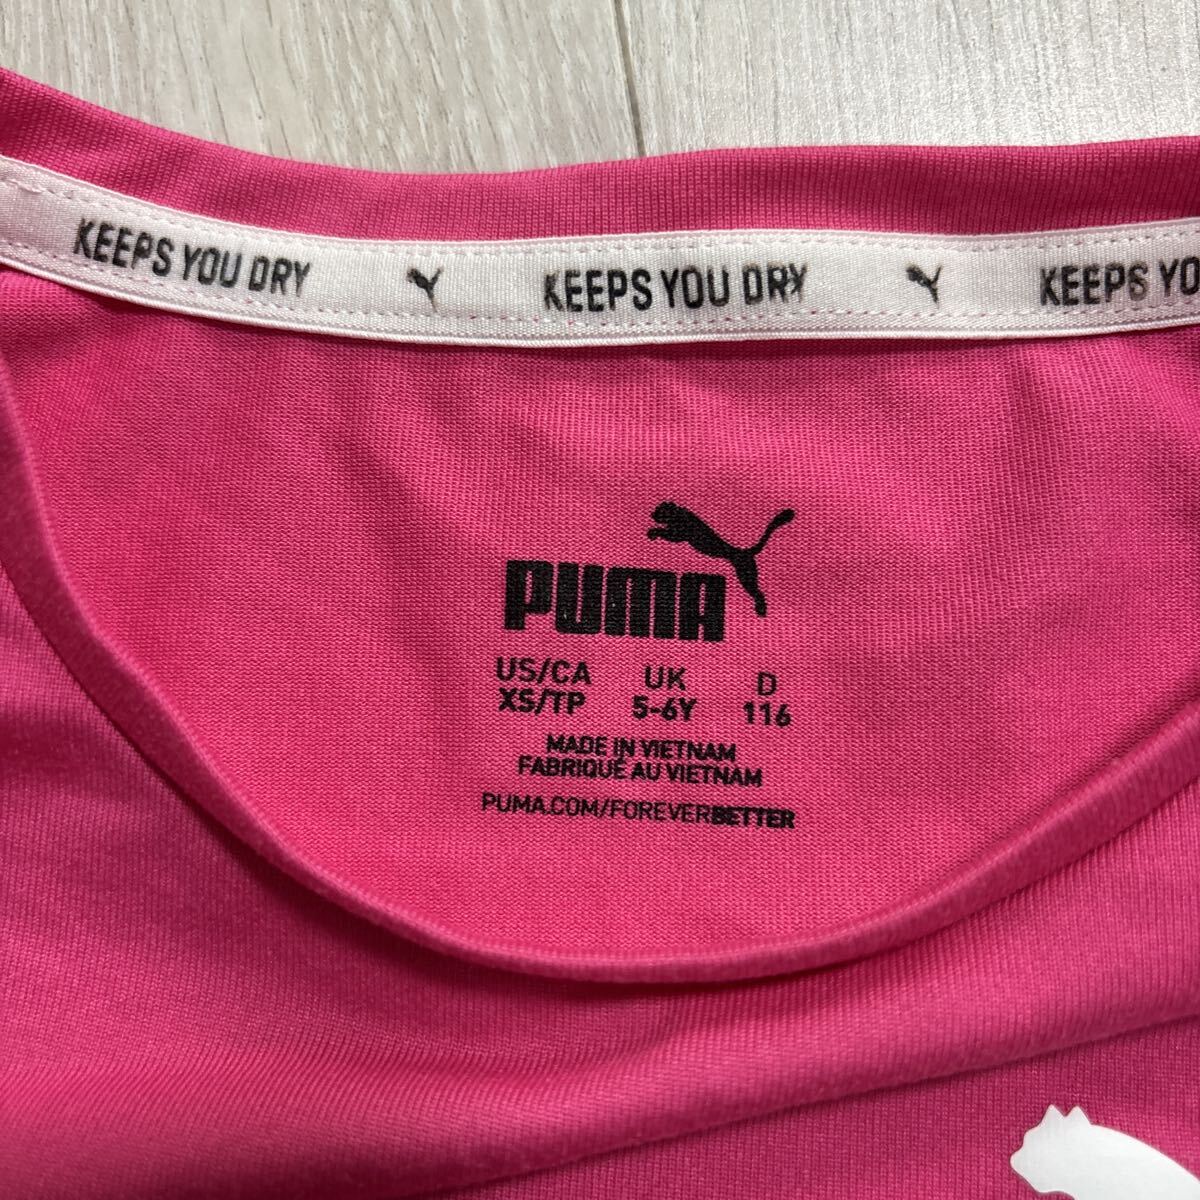 KEEPS YOU DRY KEEPS YOU DRY KEEPS YO
PUMA
US/CA UK D
XS/TP 5-6Y 116
MADE IN VIETNAM
FABRIQUÉ AU VIETNAM
PUMA.COM/FOREVERBETTER